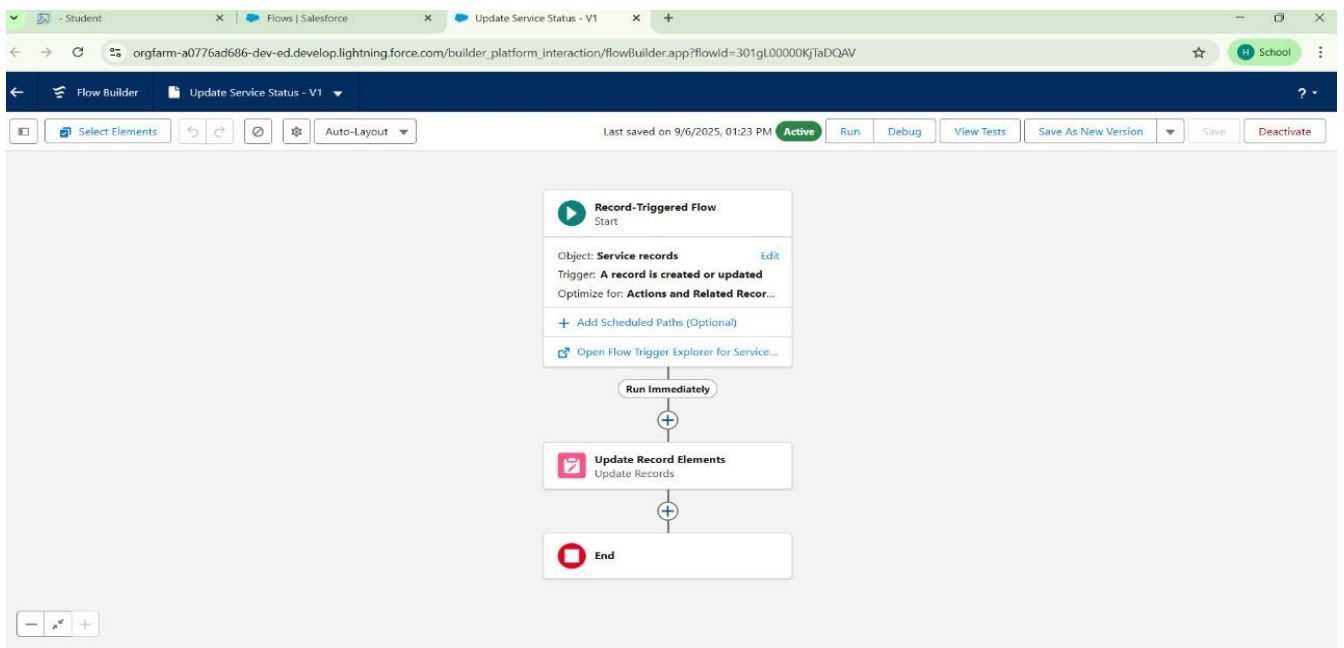 - Student
Flows | Salesforce
Update Service Status - V1
orgfarm-a0776ad686-dev-ed.develop.lightning.force.com/builder_platform_interaction/flowBuilder.app?flowId=301gL00000KjTaDQAV
H School
Flow Builder
Update Service Status - V1
?
Select Elements
Auto-Layout
Last saved on 9/6/2025, 01:23 PM Active Run Debug View Tests Save As New Version Save Deactivate
Record-Triggered Flow
Start
Object: Service records Edit
Trigger: A record is created or updated
Optimize for: Actions and Related Recor...
+ Add Scheduled Paths (Optional)
Open Flow Trigger Explorer for Service...
Run Immediately
Update Record Elements
Update Records
End